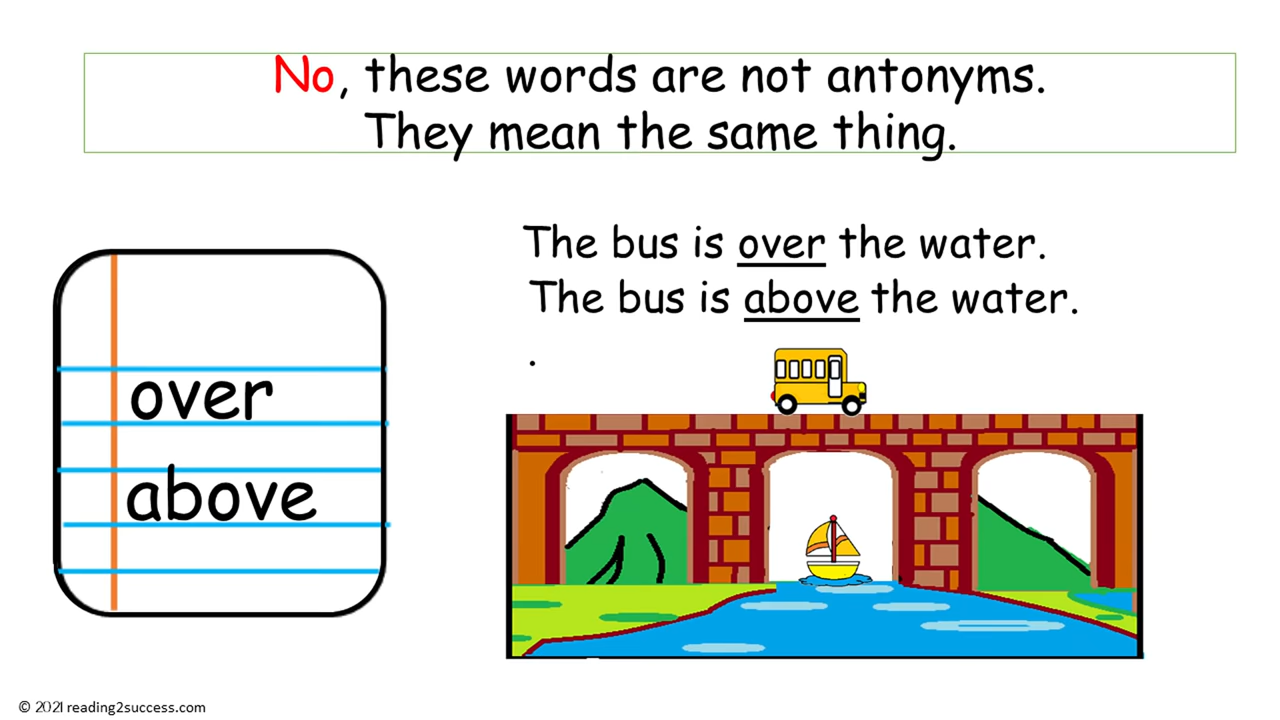 No, these words are not antonyms.
They mean the same thing.
The bus is over the water.
The bus is above the water.
.
over
above
© 2021 reading2success.com